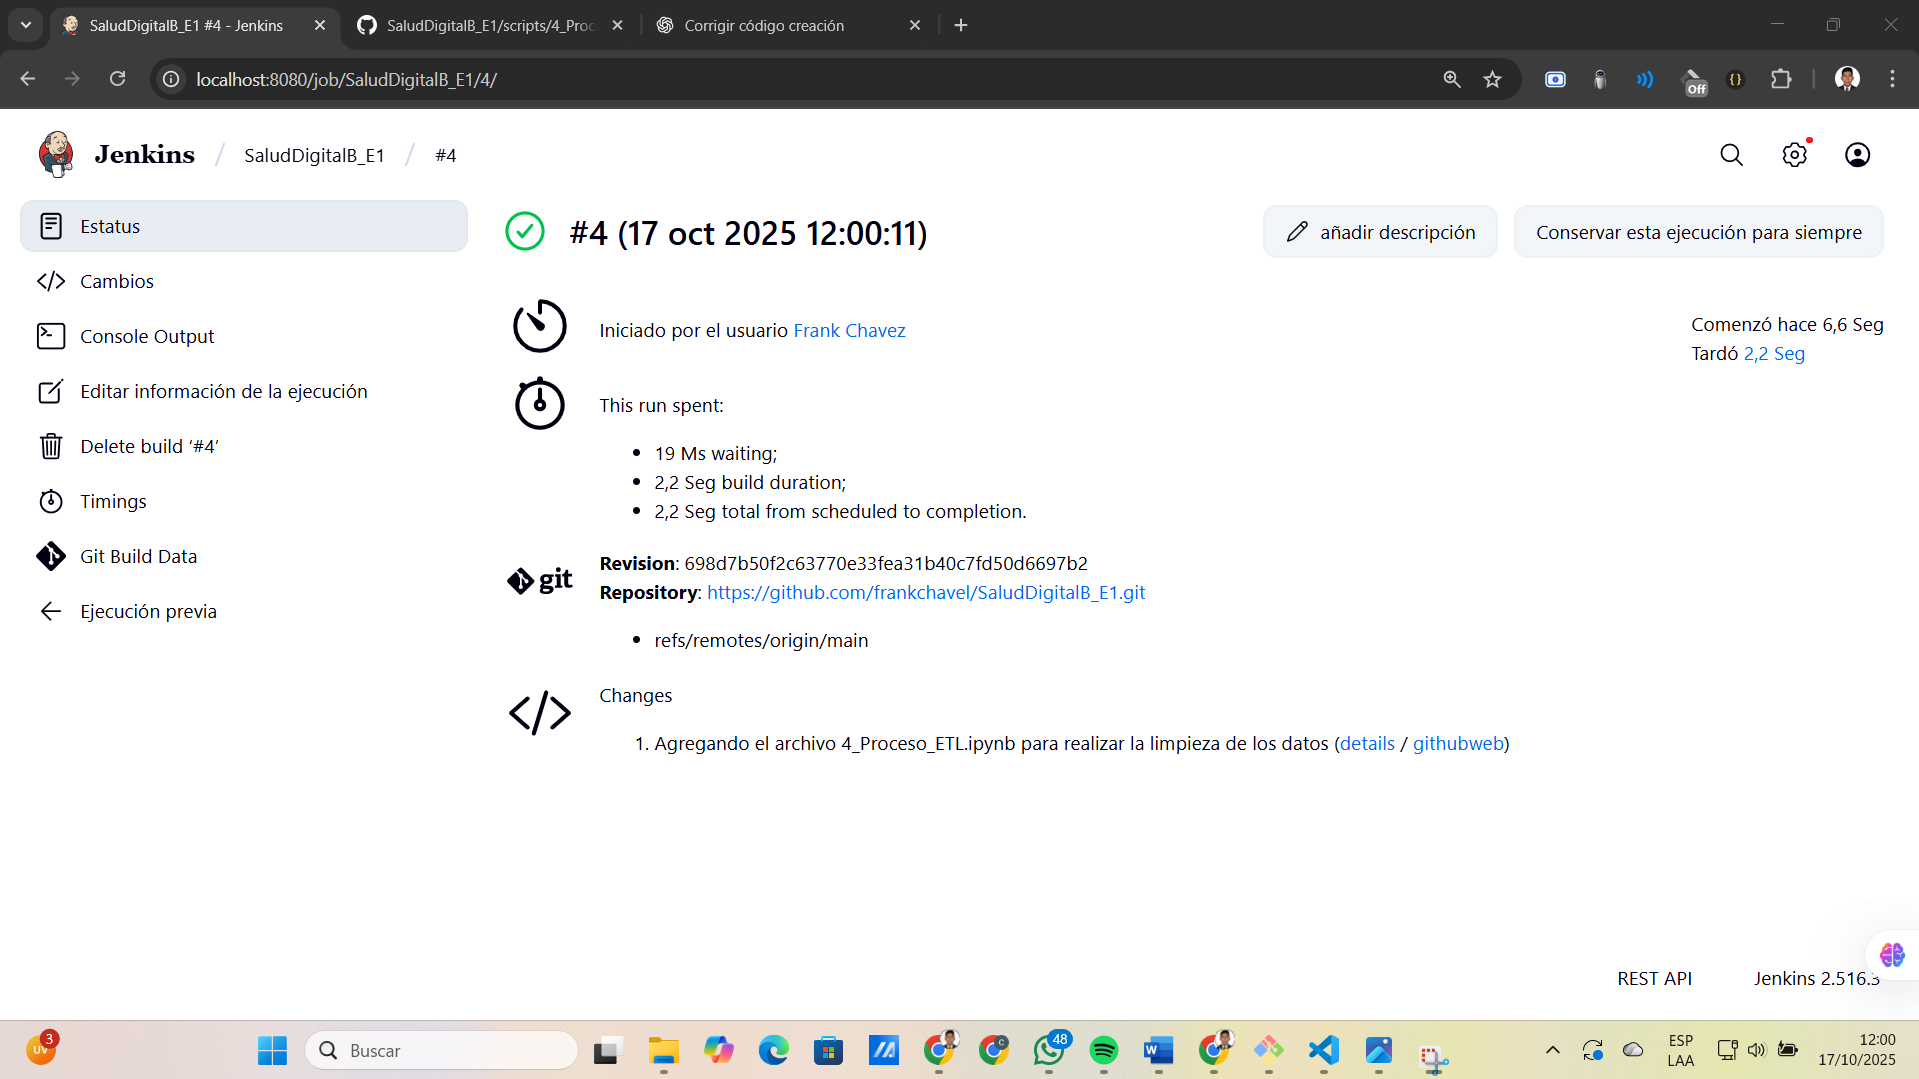 SaludDigitalB_E1 #4 - Jenkins
SaludDigitalB_E1/scripts/4_Proc
Corrigir código creación
localhost:8080/job/SaludDigitalB_E1/4/
Off
Jenkins / SaludDigitalB_E1 / #4
Estatus
Cambios
Console Output
Editar información de la ejecución
Delete build ‘#4’
Timings
Git Build Data
Ejecución previa
#4 (17 oct 2025 12:00:11)
añadir descripción
Conservar esta ejecución para siempre
Iniciado por el usuario Frank Chavez
Comenzó hace 6,6 Seg
Tardó 2,2 Seg
This run spent:
19 Ms waiting;
2,2 Seg build duration;
2,2 Seg total from scheduled to completion.
git
Revision: 698d7b50f2c63770e33fea31b40c7fd50d6697b2
Repository: https://github.com/frankchavel/SaludDigitalB_E1.git
refs/remotes/origin/main
Changes
1. Agregando el archivo 4_Proceso_ETL.ipynb para realizar la limpieza de los datos (details / githubweb)
REST API
Jenkins 2.516.3
UV
3
Buscar
C
48
ESP
LAA
12:00
17/10/2025